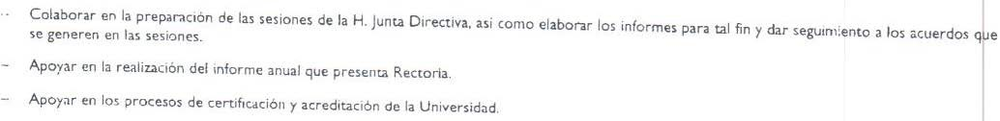 - Colaborar en la preparación de las sesiones de la H. Junta Directiva, así como elaborar los informes para tal fin y dar seguimiento a los acuerdos que
se generen en las sesiones.
- Apoyar en la realización del informe anual que presenta Rectoría.
- Apoyar en los procesos de certificación y acreditación de la Universidad.